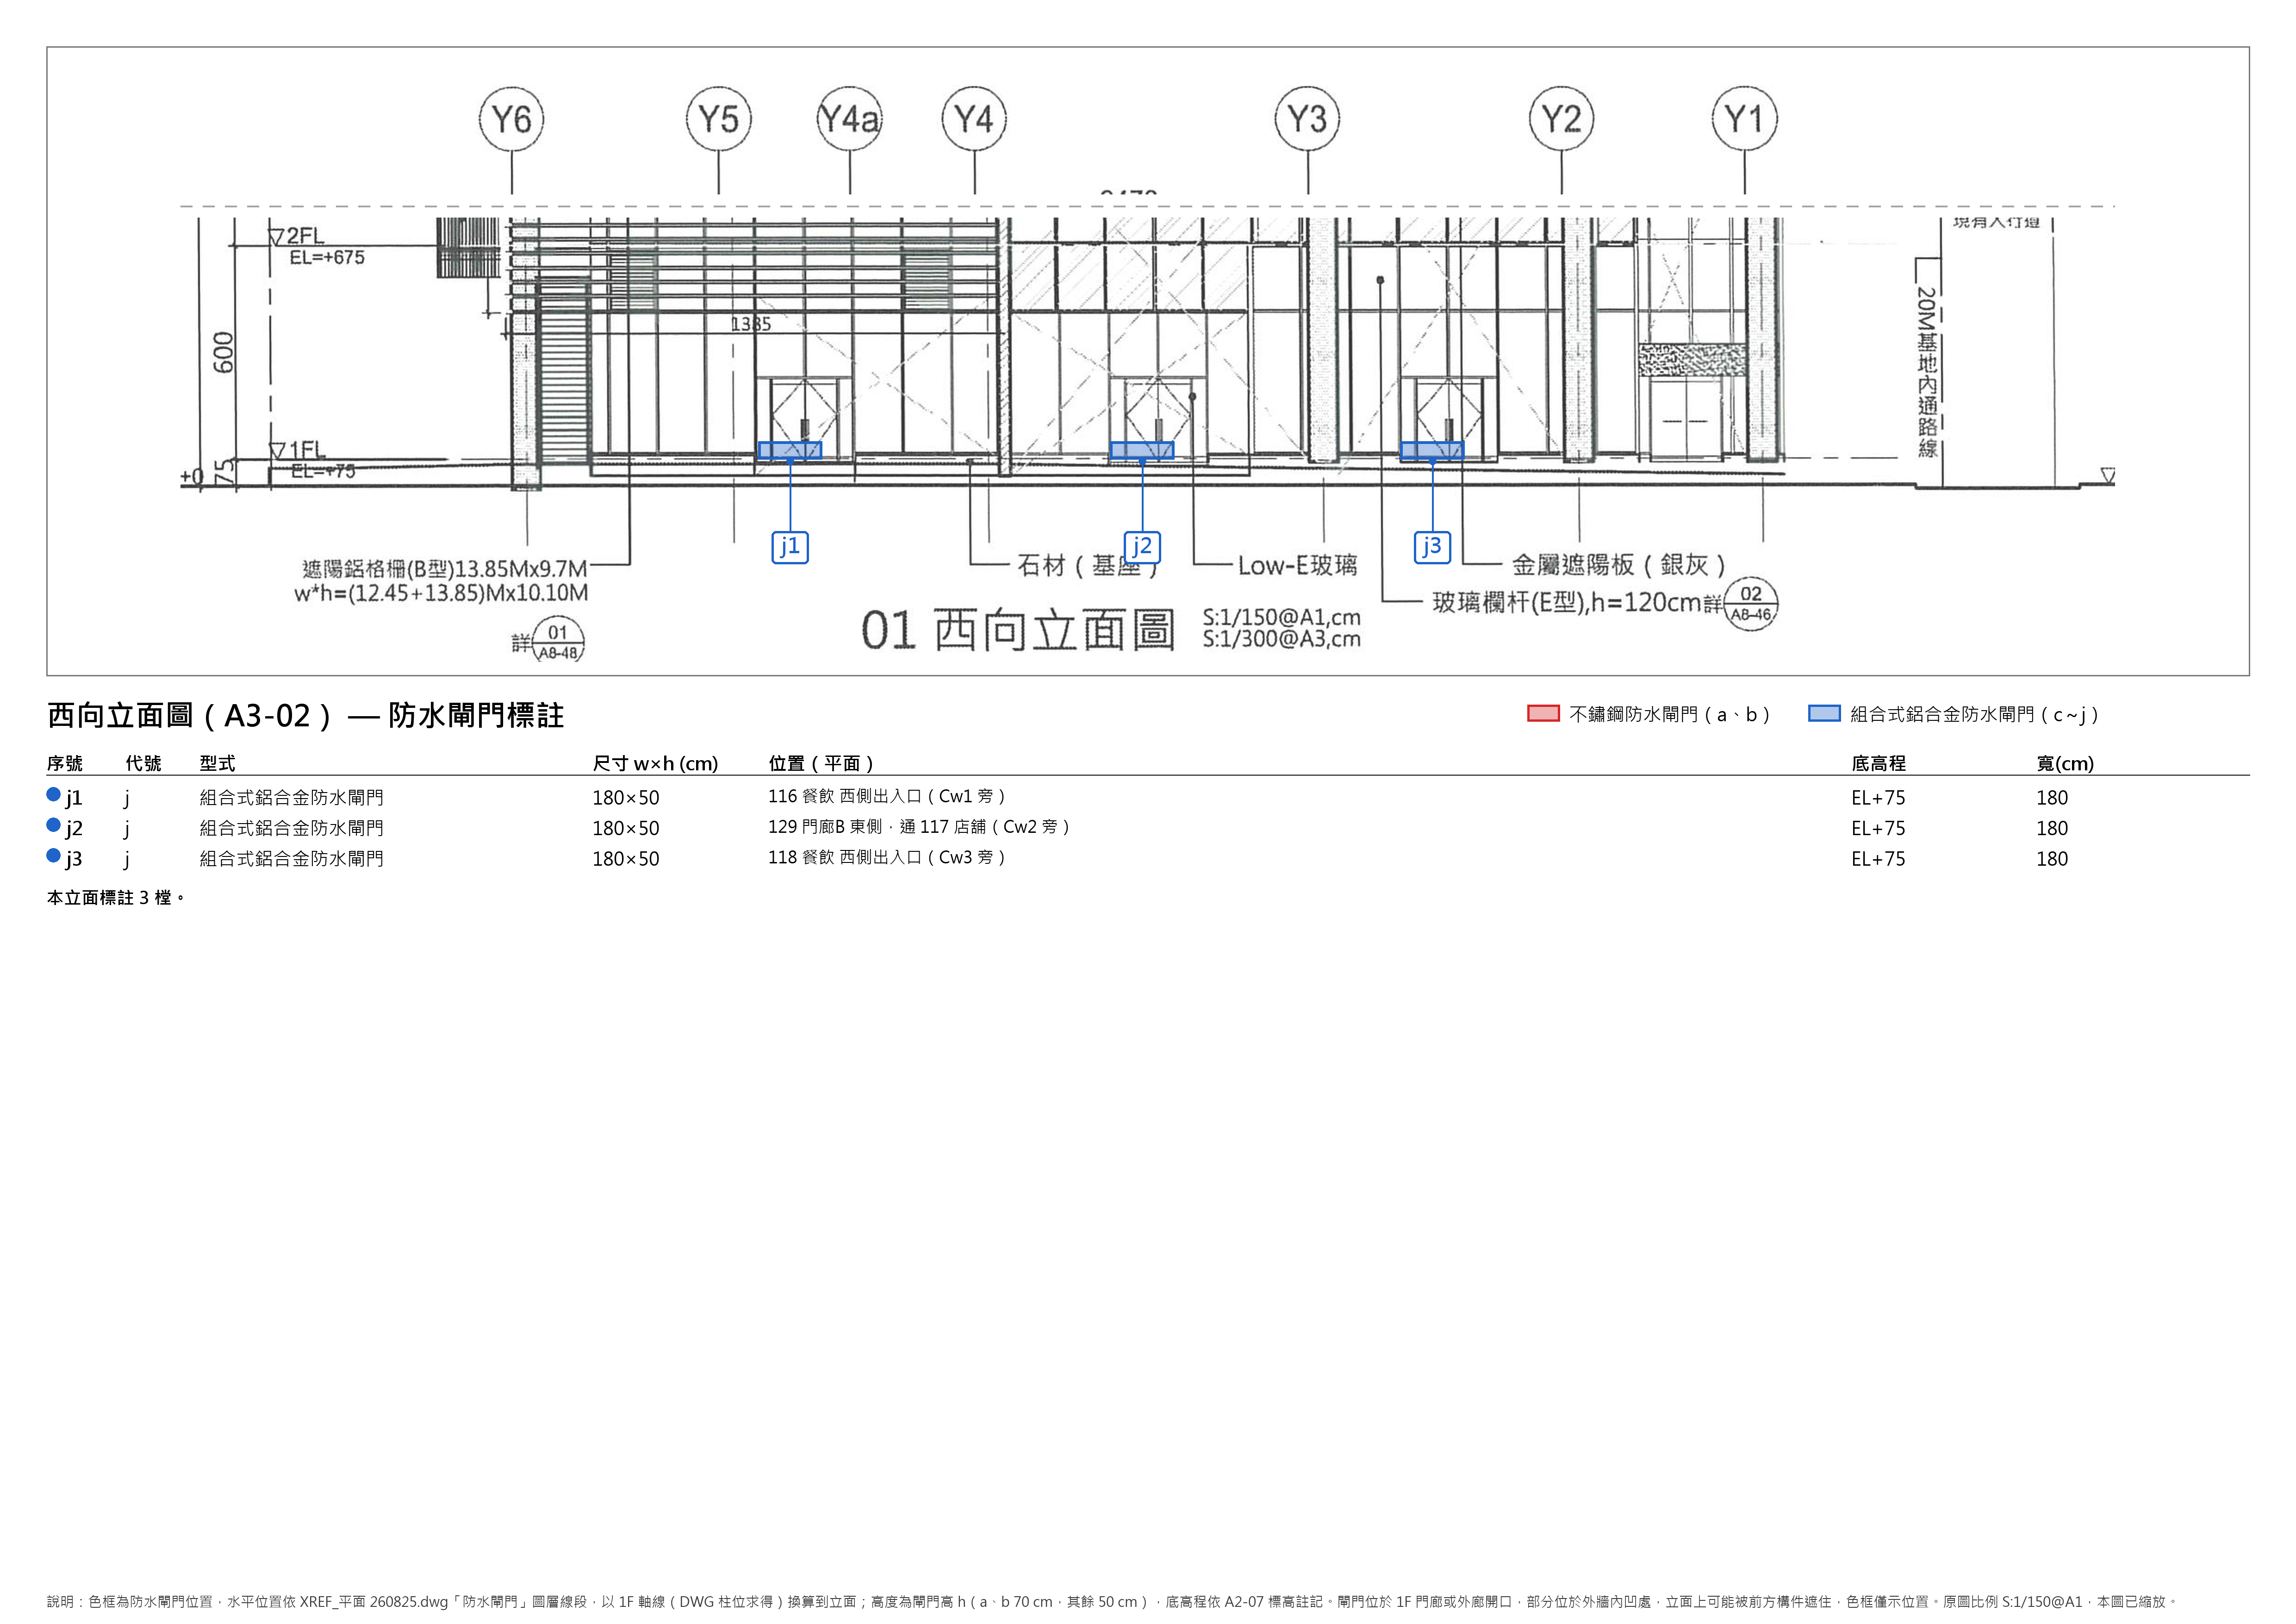 Y6 Y5 Y4a Y4 Y3 Y2 Y1
2FL
EL=+675
現有人行道
600
1385
20M基地內通路線
1FL
EL=+75
+0
75
j1 j2 j3
遮陽鋁格柵(B型)13.85Mx9.7M
w*h=(12.45+13.85)Mx10.10M
石材(基座)
Low-E玻璃
金屬遮陽板(銀灰)
玻璃欄杆(E型),h=120cm詳 02 A8-46
詳 01 A8-48
01 西向立面圖 S:1/150@A1,cm
S:1/300@A3,cm
西向立面圖(A3-02) — 防水閘門標註
不鏽鋼防水閘門(a、b) 組合式鋁合金防水閘門(c~j)
序號 代號 型式 尺寸 w×h (cm) 位置(平面) 底高程 寬(cm)
j1 j 組合式鋁合金防水閘門 180×50 116 餐飲 西側出入口(Cw1 旁) EL+75 180
j2 j 組合式鋁合金防水閘門 180×50 129 門廊B 東側,通 117 店舖(Cw2 旁) EL+75 180
j3 j 組合式鋁合金防水閘門 180×50 118 餐飲 西側出入口(Cw3 旁) EL+75 180
本立面標註 3 樘。
說明:色框為防水閘門位置,水平位置依 XREF_平面 260825.dwg「防水閘門」圖層線段,以 1F 軸線(DWG 柱位求得)換算到立面;高度為閘門高 h(a、b 70 cm,其餘 50 cm),底高程依 A2-07 標高註記。閘門位於 1F 門廊或外廊開口,部分位於外牆內凹處,立面上可能被前方構件遮住,色框僅示位置。原圖比例 S:1/150@A1,本圖已縮放。